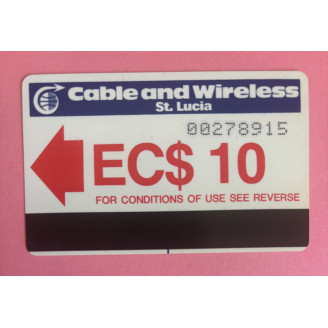 Cable and Wireless
St. Lucia
00278915
EC$ 10
FOR CONDITIONS OF USE SEE REVERSE